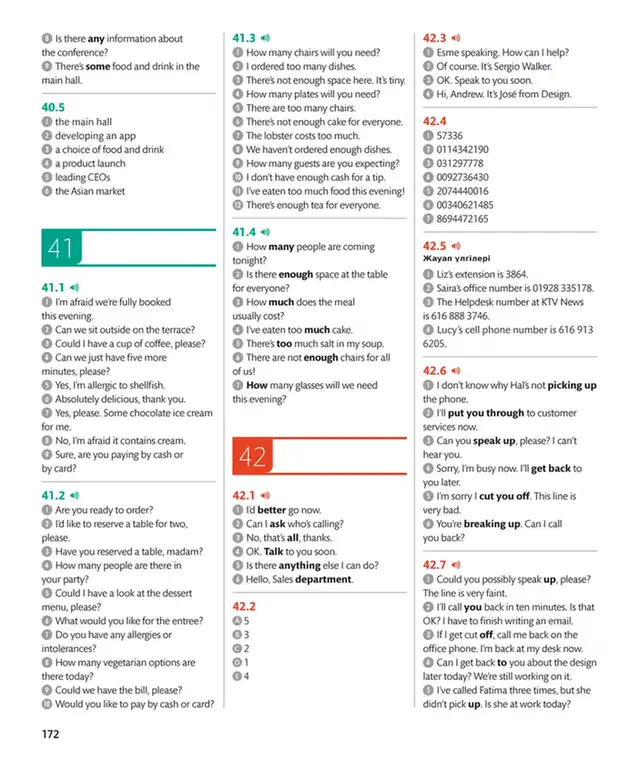 8 Is there any information about
the conference?
9 There's some food and drink in the
main hall.
40.5
1 the main hall
2 developing an app
3 a choice of food and drink
4 a product launch
5 leading CEOs
6 the Asian market
41
41.1
1 I'm afraid we're fully booked
this evening.
2 Can we sit outside on the terrace?
3 Could I have a cup of coffee, please?
4 Can we just have five more
minutes, please?
5 Yes, I'm allergic to shellfish.
6 Absolutely delicious, thank you.
7 Yes, please. Some chocolate ice cream
for me.
8 No, I'm afraid it contains cream.
9 Sure, are you paying by cash or
by card?
41.2
1 Are you ready to order?
2 I'd like to reserve a table for two,
please.
3 Have you reserved a table, madam?
4 How many people are there in
your party?
5 Could I have a look at the dessert
menu, please?
6 What would you like for the entree?
7 Do you have any allergies or
intolerances?
8 How many vegetarian options are
there today?
9 Could we have the bill, please?
10 Would you like to pay by cash or card?
41.3
1 How many chairs will you need?
2 I ordered too many dishes.
3 There's not enough space here. It's tiny.
4 How many plates will you need?
5 There are too many chairs.
6 There's not enough cake for everyone.
7 The lobster costs too much.
8 We haven't ordered enough dishes.
9 How many guests are you expecting?
10 I don't have enough cash for a tip.
11 I've eaten too much food this evening!
12 There's enough tea for everyone.
41.4
1 How many people are coming
tonight?
2 Is there enough space at the table
for everyone?
3 How much does the meal
usually cost?
4 I've eaten too much cake.
5 There's too much salt in my soup.
6 There are not enough chairs for all
of us!
7 How many glasses will we need
this evening?
42
42.1
1 I'd better go now.
2 Can I ask who's calling?
3 No, that's all, thanks.
4 OK. Talk to you soon.
5 Is there anything else I can do?
6 Hello, Sales department.
42.2
A 5
B 3
C 2
D 1
E 4
42.3
1 Esme speaking. How can I help?
2 Of course. It's Sergio Walker.
3 OK. Speak to you soon.
4 Hi, Andrew. It's José from Design.
42.4
1 57336
2 0114342190
3 031297778
4 0092736430
5 2074440016
6 00340621485
7 8694472165
42.5
Жауап үлгілері
1 Liz's extension is 3864.
2 Saira's office number is 01928 335178.
3 The Helpdesk number at KTV News
is 616 888 3746.
4 Lucy's cell phone number is 616 913
6205.
42.6
1 I don't know why Hal's not picking up
the phone.
2 I'll put you through to customer
services now.
3 Can you speak up, please? I can't
hear you.
4 Sorry, I'm busy now. I'll get back to
you later.
5 I'm sorry I cut you off. This line is
very bad.
6 You're breaking up. Can I call
you back?
42.7
1 Could you possibly speak up, please?
The line is very faint.
2 I'll call you back in ten minutes. Is that
OK? I have to finish writing an email.
3 If I get cut off, call me back on the
office phone. I'm back at my desk now.
4 Can I get back to you about the design
later today? We're still working on it.
5 I've called Fatima three times, but she
didn't pick up. Is she at work today?
172